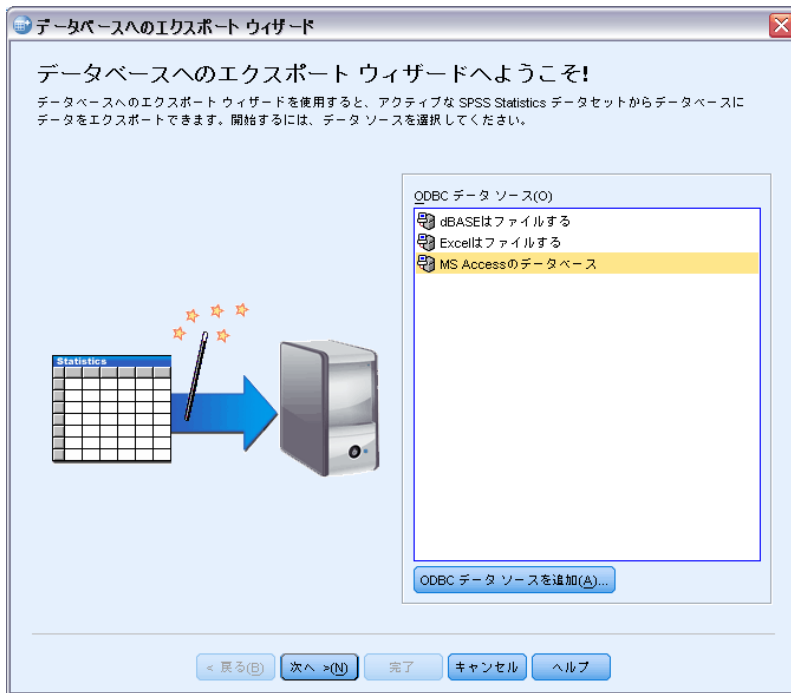 データベースへのエクスポート ウィザード
データベースへのエクスポート ウィザードへようこそ!
データベースへのエクスポート ウィザードを使用すると、アクティブな SPSS Statistics データセットからデータベースに
データをエクスポートできます。開始するには、データ ソースを選択してください。
ODBC データ ソース(O)
dBASEはファイルする
Excelはファイルする
MS Accessのデータベース
Statistics
ODBC データ ソースを追加(A)...
< 戻る(B)
次へ >(N)
完了
キャンセル
ヘルプ